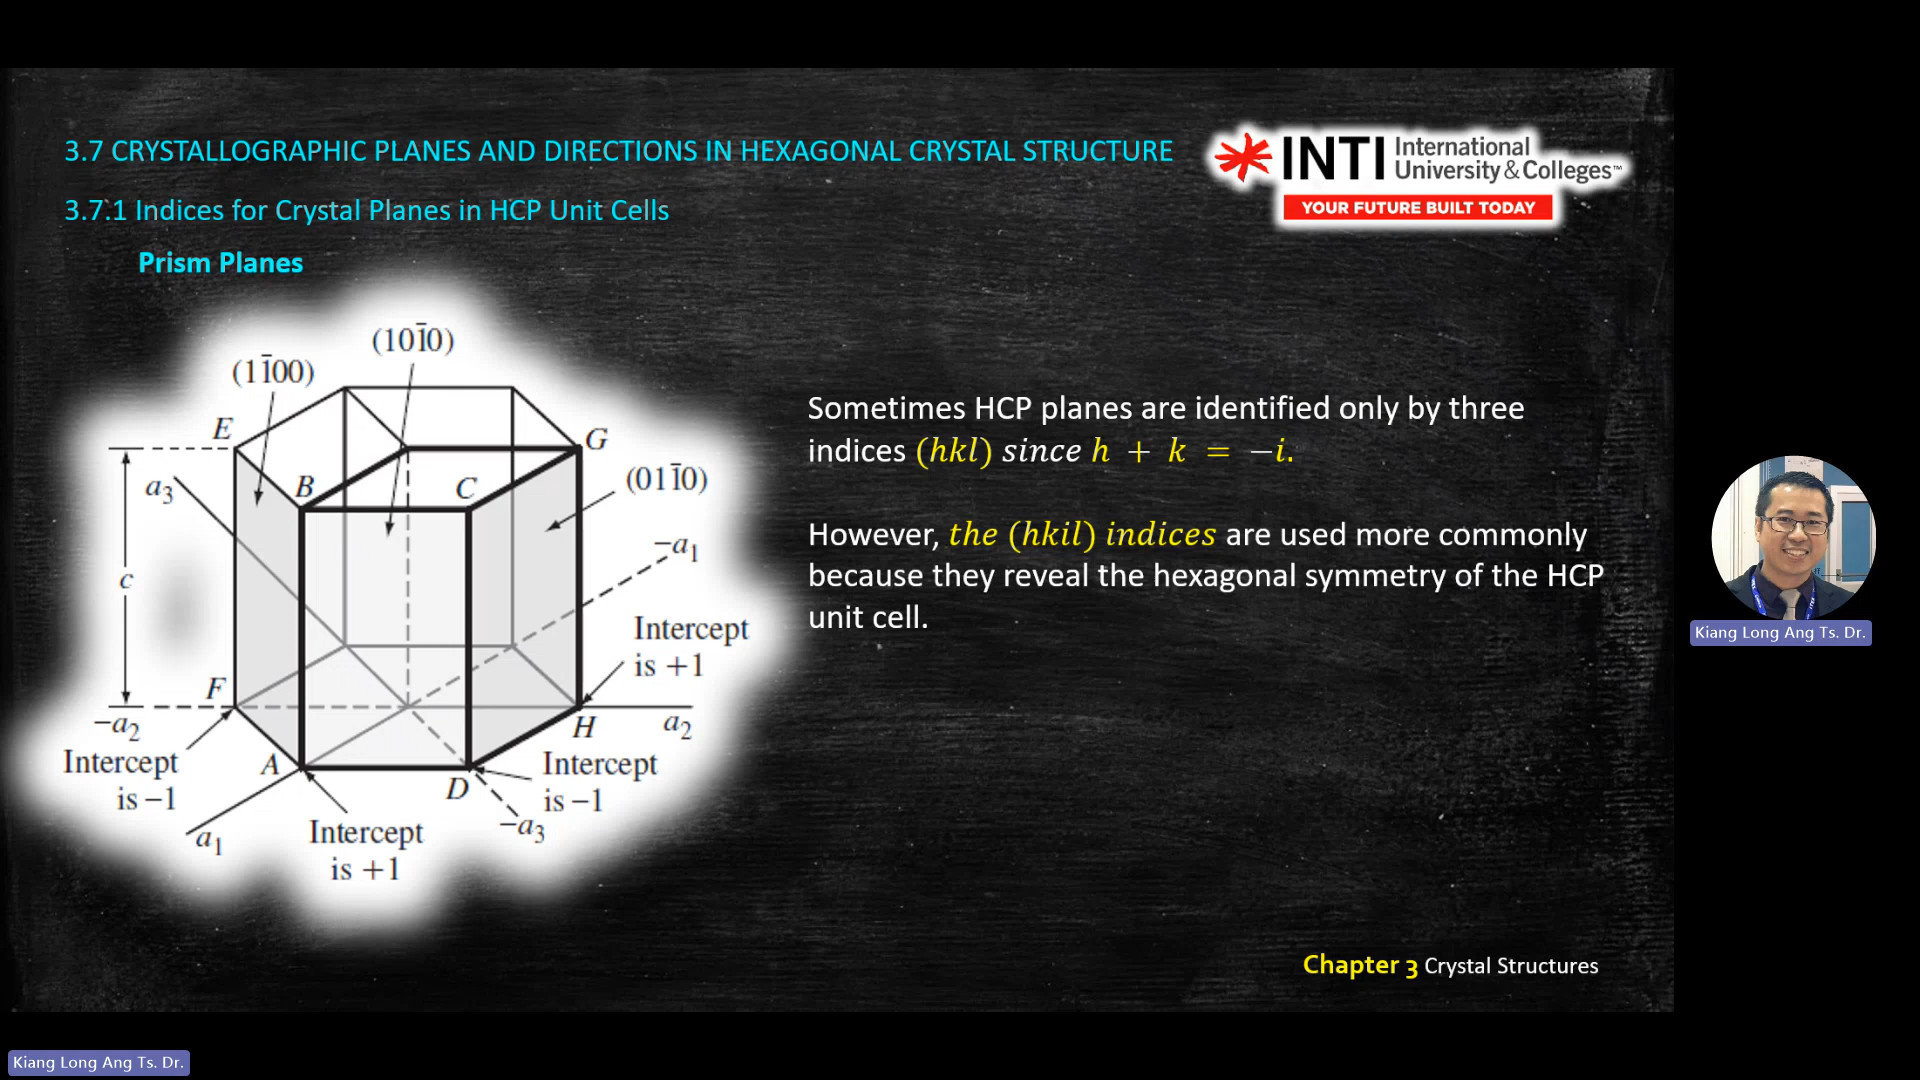 3.7 CRYSTALLOGRAPHIC PLANES AND DIRECTIONS IN HEXAGONAL CRYSTAL STRUCTURE
INTI International University & Colleges™
YOUR FUTURE BUILT TODAY
3.7.1 Indices for Crystal Planes in HCP Unit Cells
Prism Planes
(101̄0)
(11̄00)
E
G
a₃
B
C
(011̄0)
−a₁
c
Intercept
is +1
F
−a₂
H
a₂
Intercept
is −1
A
D
Intercept
is −1
−a₃
a₁
Intercept
is +1
Sometimes HCP planes are identified only by three
indices (hkl) since h + k = −i.
However, the (hkil) indices are used more commonly
because they reveal the hexagonal symmetry of the HCP
unit cell.
Kiang Long Ang Ts. Dr.
Chapter 3 Crystal Structures
Kiang Long Ang Ts. Dr.